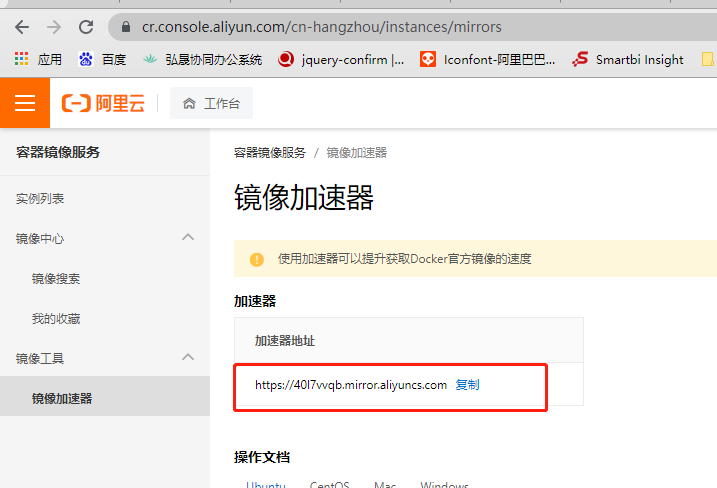 cr.console.aliyun.com/cn-hangzhou/instances/mirrors
应用 百度 弘晟协同办公系统 jquery-confirm |... Iconfont-阿里巴巴... Smartbi Insight
阿里云 工作台
容器镜像服务
实例列表
镜像中心
镜像搜索
我的收藏
镜像工具
镜像加速器
容器镜像服务 / 镜像加速器
镜像加速器
使用加速器可以提升获取Docker官方镜像的速度
加速器
加速器地址
https://40l7vvqb.mirror.aliyuncs.com 复制
操作文档
Ubuntu CentOS Mac Windows